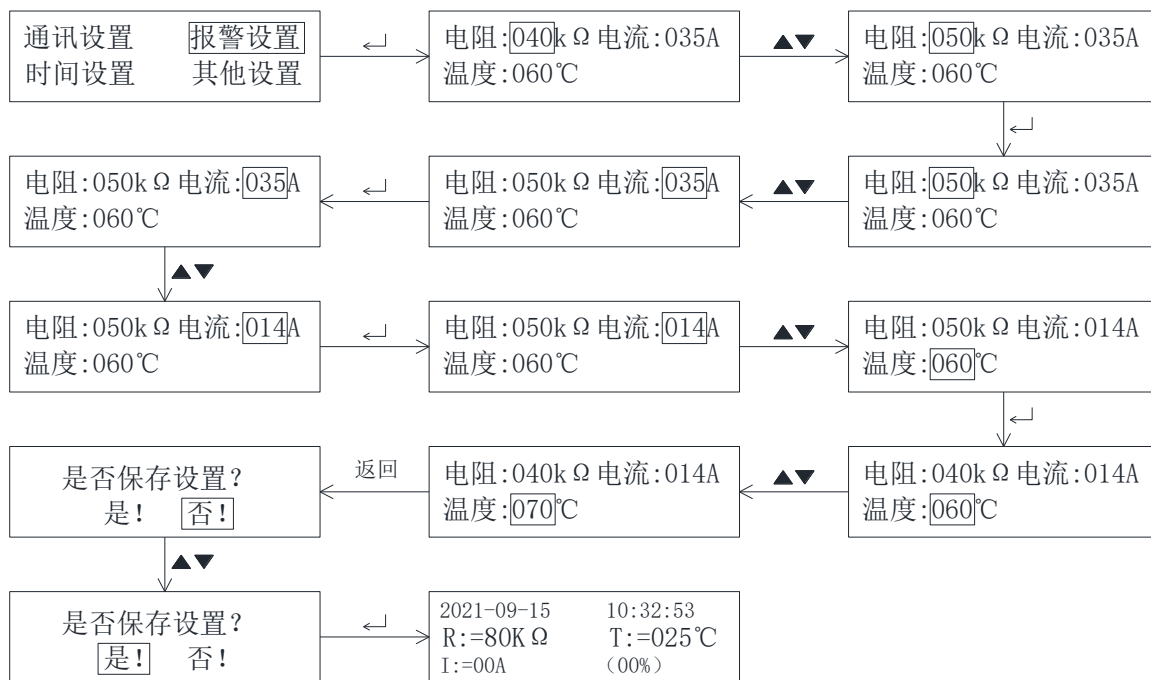 通讯设置 报警设置
时间设置 其他设置
↵
电阻:040kΩ 电流:035A
温度:060℃
▲▼
电阻:050kΩ 电流:035A
温度:060℃
↵
电阻:050kΩ 电流:035A
温度:060℃
▲▼
电阻:050kΩ 电流:035A
温度:060℃
↵
电阻:050kΩ 电流:035A
温度:060℃
▲▼
电阻:050kΩ 电流:014A
温度:060℃
↵
电阻:050kΩ 电流:014A
温度:060℃
▲▼
电阻:050kΩ 电流:014A
温度:060℃
↵
电阻:040kΩ 电流:014A
温度:060℃
▲▼
电阻:040kΩ 电流:014A
温度:070℃
返回
是否保存设置?
是! 否!
▲▼
是否保存设置?
是! 否!
↵
2021-09-15 10:32:53
R:=80KΩ T:=025℃
I:=00A (00%)